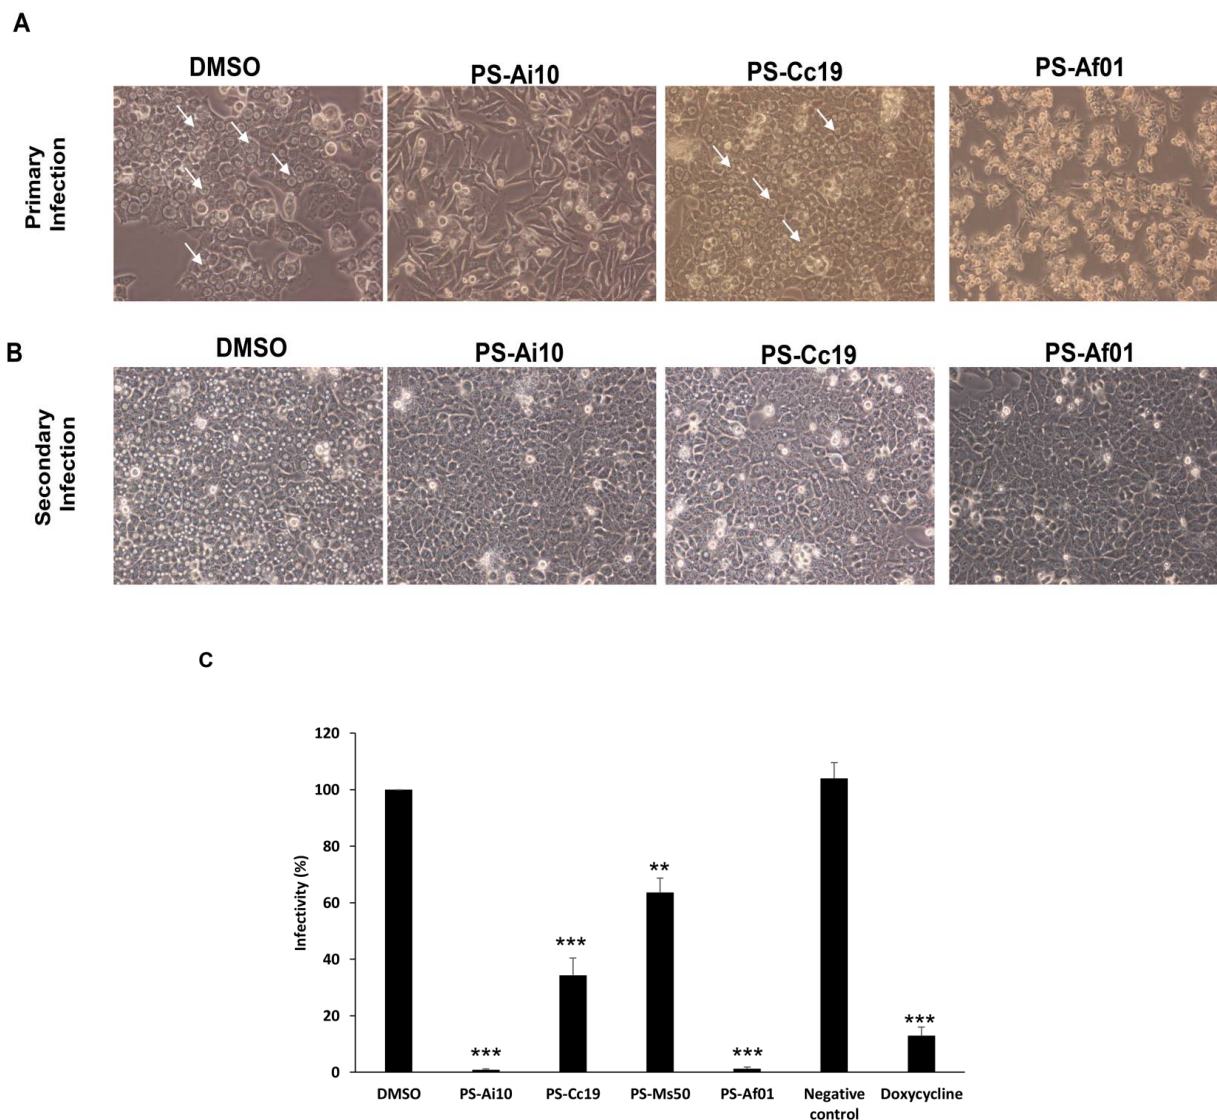 A
DMSO
PS-Ai10
PS-Cc19
PS-Af01
Primary
Infection
B
DMSO
PS-Ai10
PS-Cc19
PS-Af01
Secondary
Infection
C
120
100
80
60
40
20
0
Infectivity (%)
***
***
**
***
***
DMSO
PS-Ai10
PS-Cc19
PS-Ms50
PS-Af01
Negative
control
Doxycycline